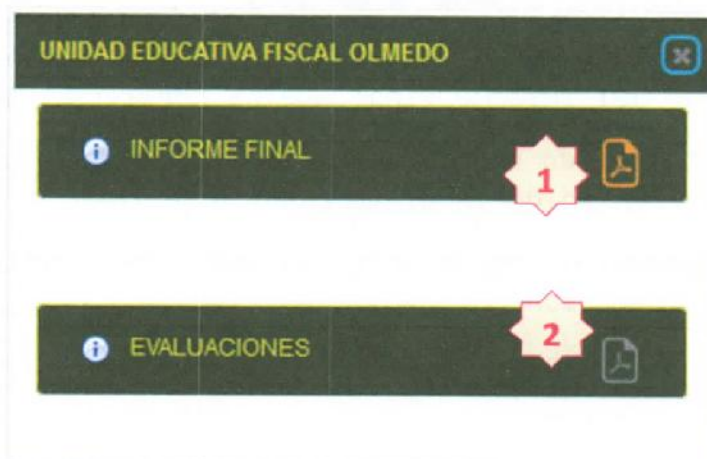 UNIDAD EDUCATIVA FISCAL OLMEDO
INFORME FINAL
1
EVALUACIONES
2